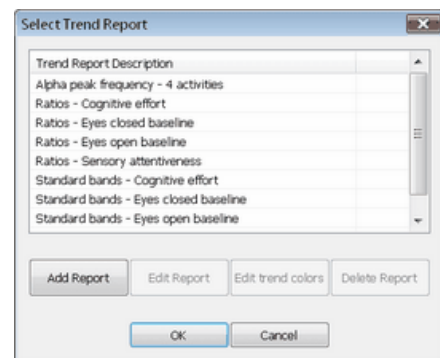 Select Trend Report
Trend Report Description
Alpha peak frequency - 4 activities
Ratios - Cognitive effort
Ratios - Eyes closed baseline
Ratios - Eyes open baseline
Ratios - Sensory attentiveness
Standard bands - Cognitive effort
Standard bands - Eyes closed baseline
Standard bands - Eyes open baseline
Add Report Edit Report Edit trend colors Delete Report
OK Cancel